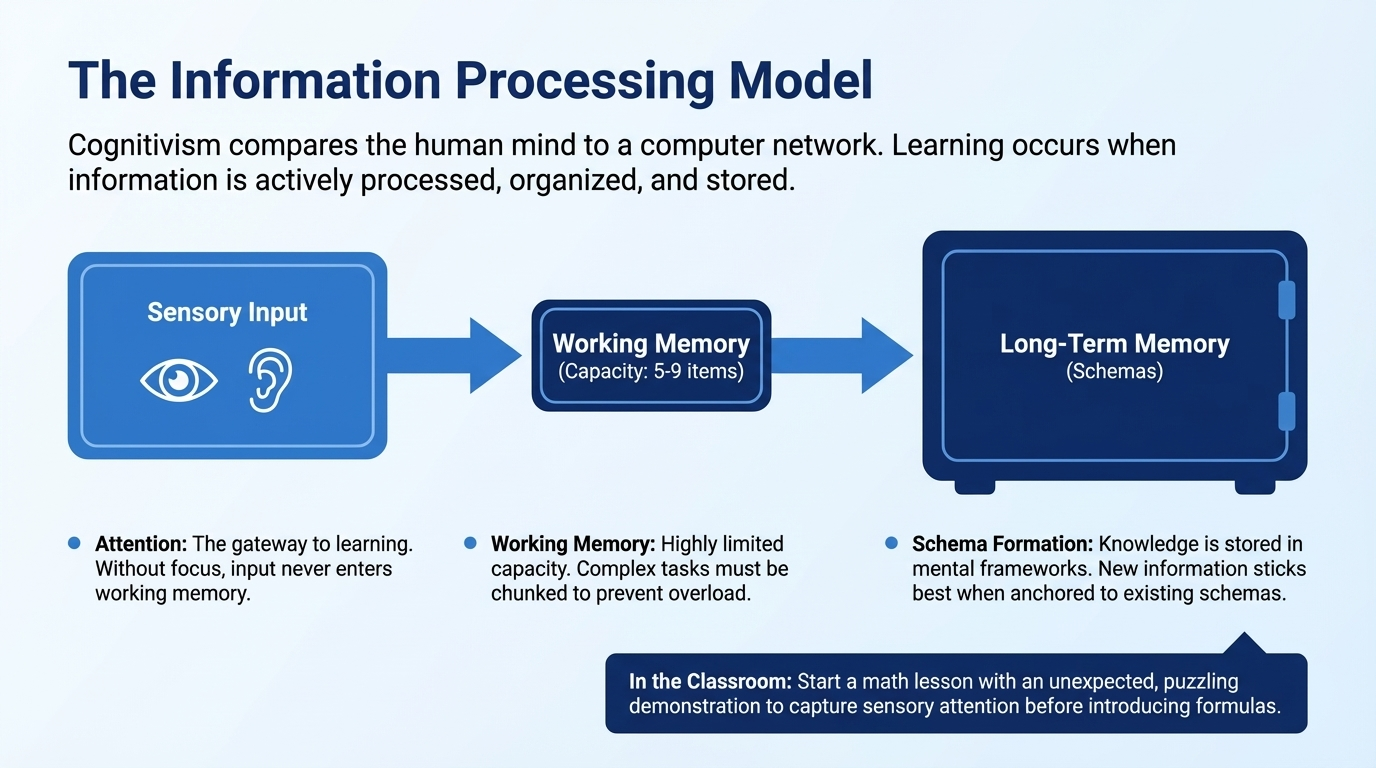 The Information Processing Model
Cognitivism compares the human mind to a computer network. Learning occurs when
information is actively processed, organized, and stored.
Sensory Input
Working Memory
(Capacity: 5-9 items)
Long-Term Memory
(Schemas)
Attention: The gateway to learning.
Without focus, input never enters
working memory.
Working Memory: Highly limited
capacity. Complex tasks must be
chunked to prevent overload.
Schema Formation: Knowledge is stored in
mental frameworks. New information sticks
best when anchored to existing schemas.
In the Classroom: Start a math lesson with an unexpected, puzzling
demonstration to capture sensory attention before introducing formulas.